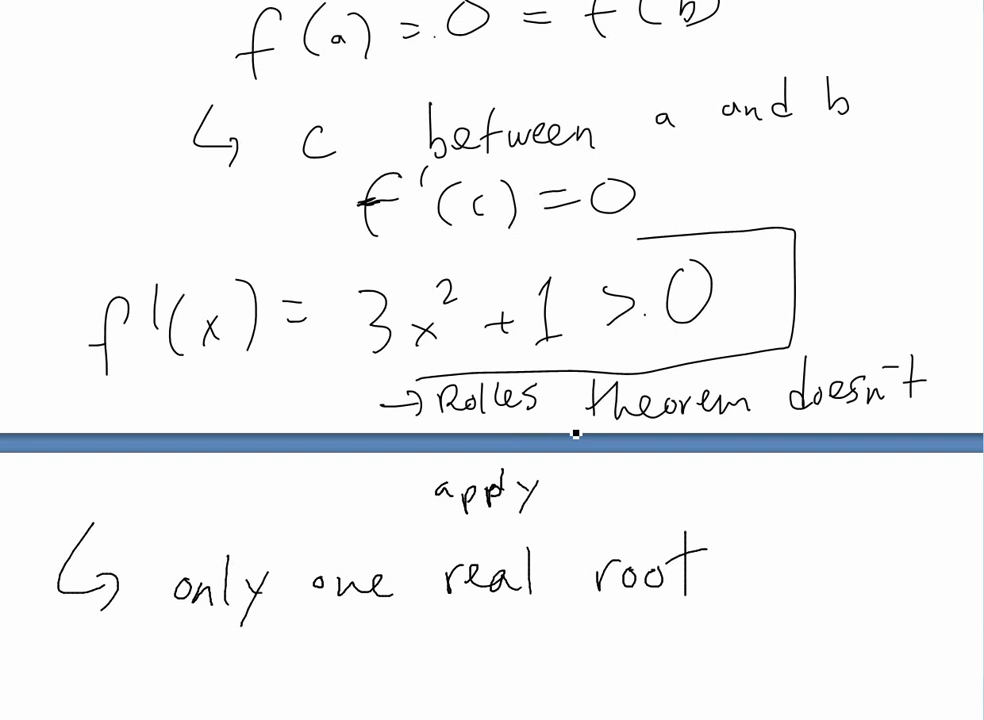 f(a) = 0 = f(b)
↳ c between a and b
f'(c) = 0
f'(x) = 3x² + 1 > 0
→ Rolles theorem doesn't
apply
↳ only one real root